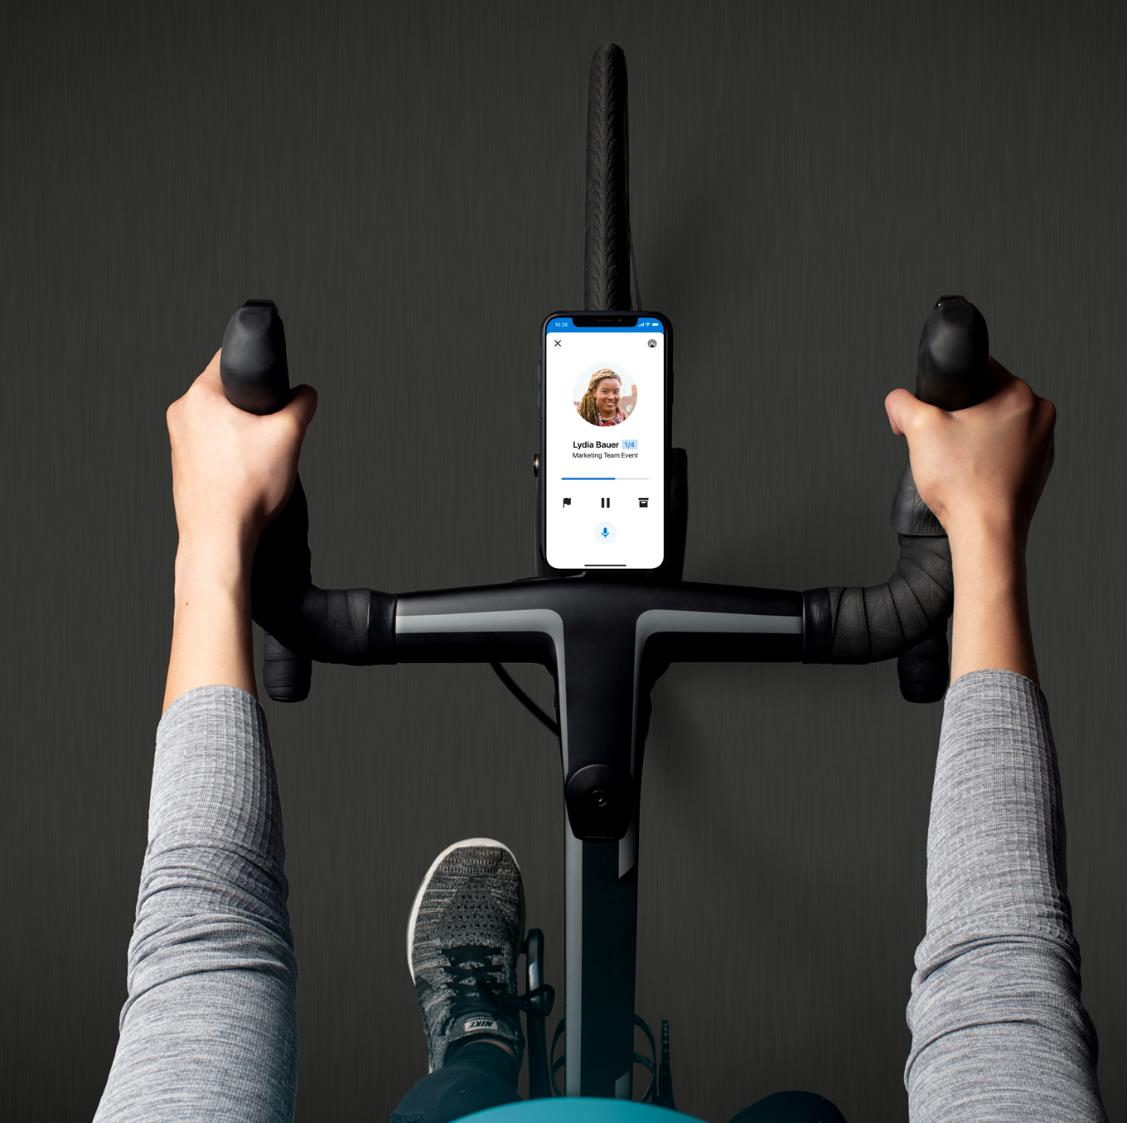 10:28
Lydia Bauer 1/4
Marketing Team Event
NIKE